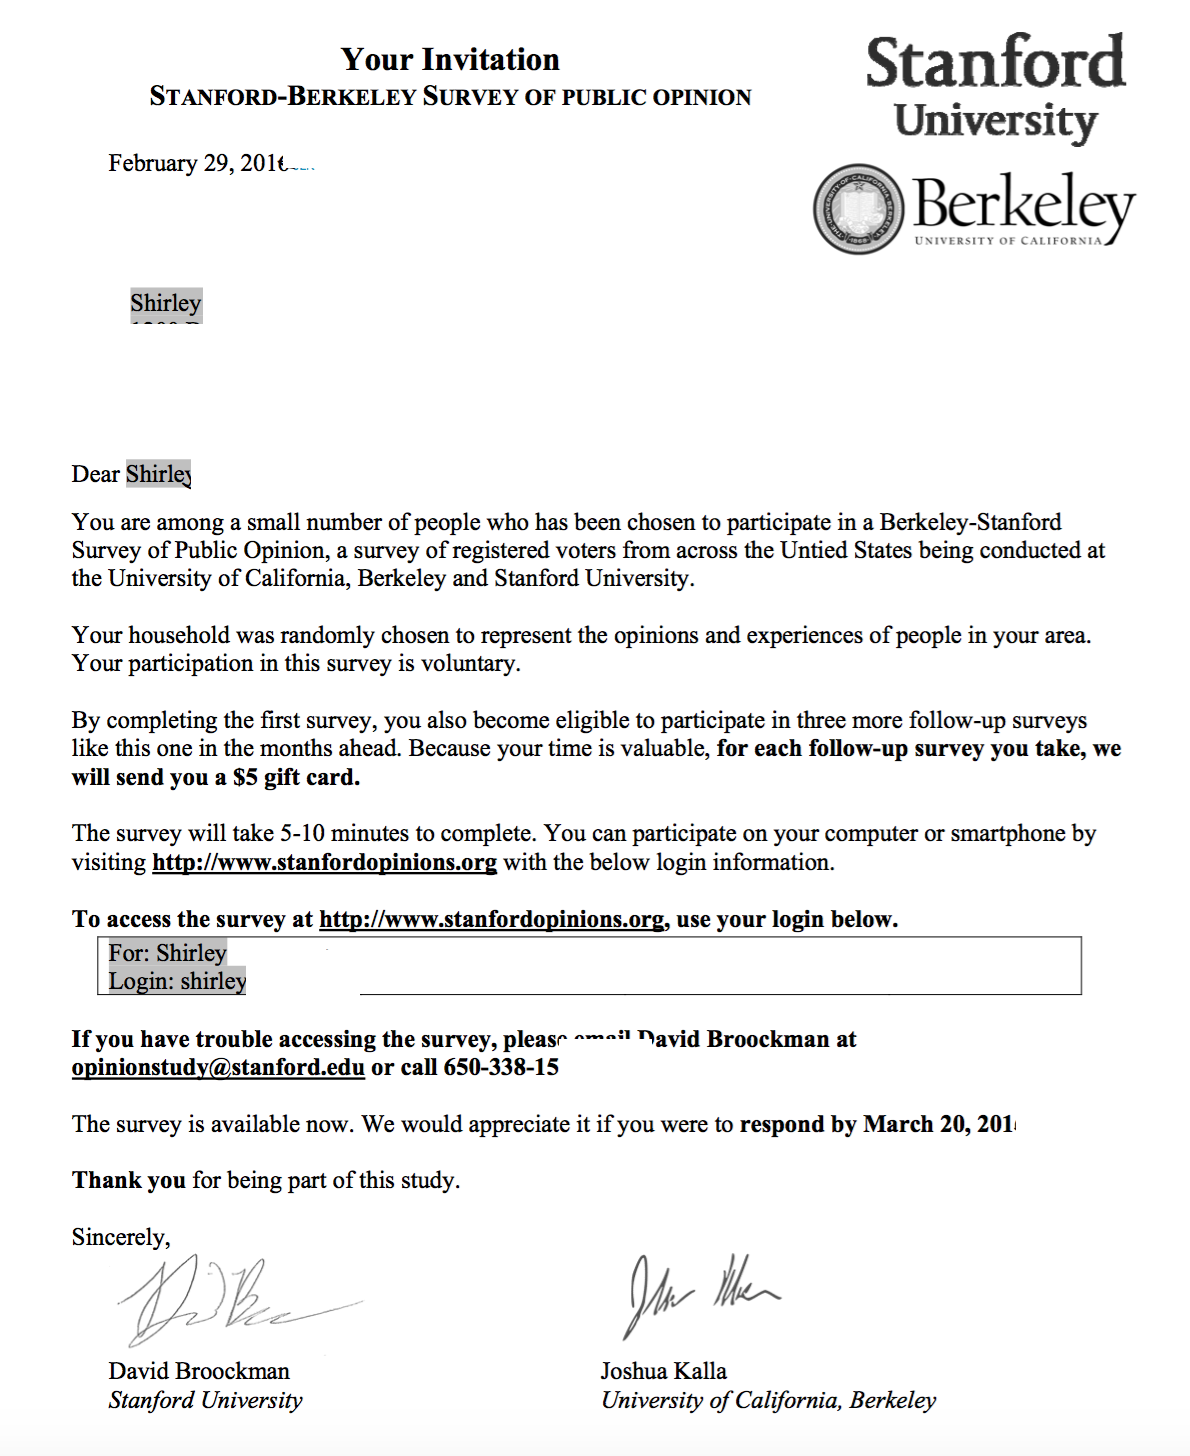 Your Invitation
STANFORD-BERKELEY SURVEY OF PUBLIC OPINION
Stanford
University
February 29, 201
Berkeley
UNIVERSITY OF CALIFORNIA
Shirley
Dear Shirley
You are among a small number of people who has been chosen to participate in a Berkeley-Stanford
Survey of Public Opinion, a survey of registered voters from across the Untied States being conducted at
the University of California, Berkeley and Stanford University.
Your household was randomly chosen to represent the opinions and experiences of people in your area.
Your participation in this survey is voluntary.
By completing the first survey, you also become eligible to participate in three more follow-up surveys
like this one in the months ahead. Because your time is valuable, for each follow-up survey you take, we
will send you a $5 gift card.
The survey will take 5-10 minutes to complete. You can participate on your computer or smartphone by
visiting http://www.stanfordopinions.org with the below login information.
To access the survey at http://www.stanfordopinions.org, use your login below.
For: Shirley
Login: shirley
If you have trouble accessing the survey, please email David Broockman at
opinionstudy@stanford.edu or call 650-338-15
The survey is available now. We would appreciate it if you were to respond by March 20, 201
Thank you for being part of this study.
Sincerely,
David Broockman
Stanford University
Joshua Kalla
University of California, Berkeley